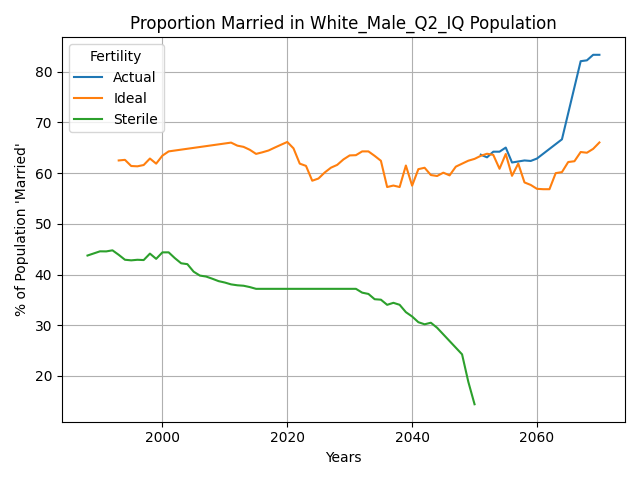 Proportion Married in White_Male_Q2_IQ Population
Fertility
Actual
Ideal
Sterile
% of Population 'Married'
80
70
60
50
40
30
20
2000
2020
2040
2060
Years